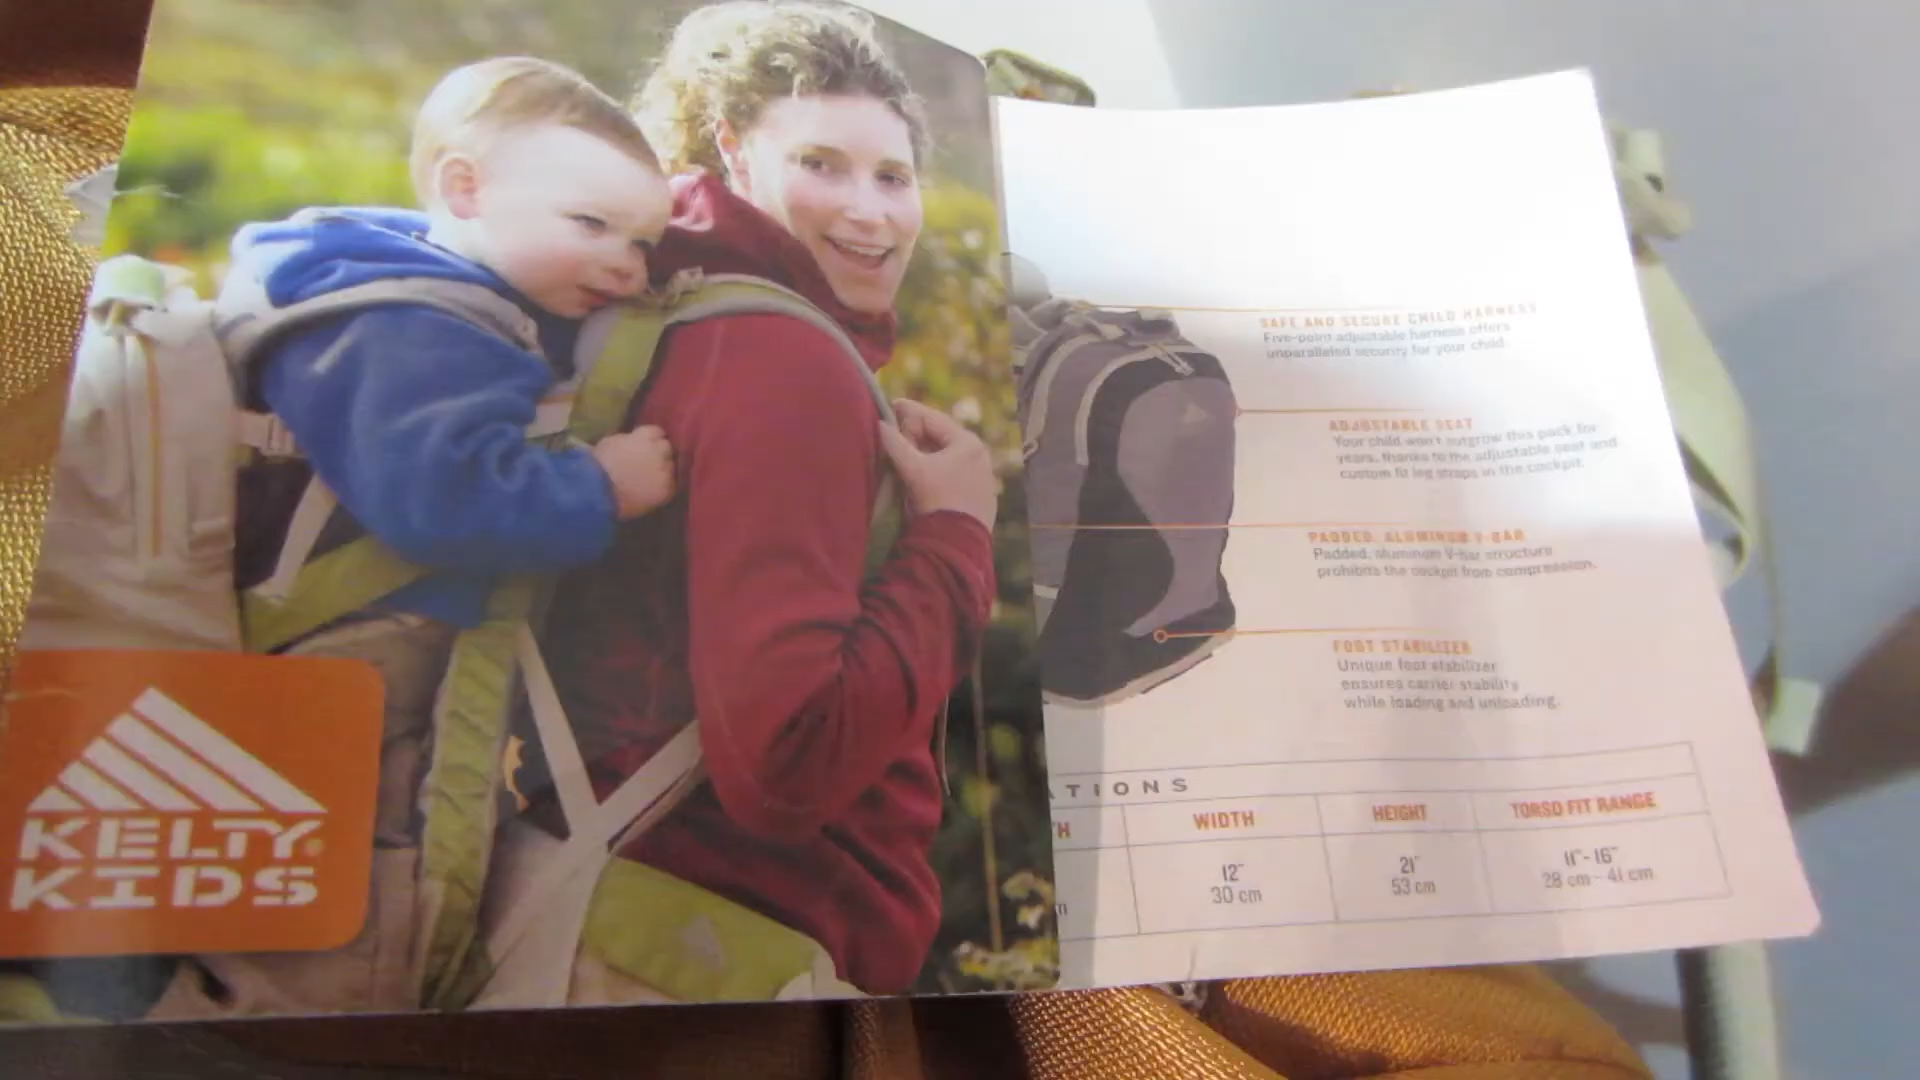 KELTY
KIDS
SAFE AND SECURE CHILD HARNESS
Five-point adjustable harness offers
unparalleled security for your child.
ADJUSTABLE SEAT
Your child won't outgrow this pack for
years, thanks to the adjustable seat and
custom fit leg straps in the cockpit.
PADDED, ALUMINUM V-BAR
Padded, aluminum V-bar structure
prohibits the cockpit from compression.
FOOT STABILIZER
Unique foot stabilizer
ensures carrier stability
while loading and unloading.
ATIONS
TH WIDTH HEIGHT TORSO FIT RANGE
12" 21" 11"-16"
m 30 cm 53 cm 28 cm - 41 cm